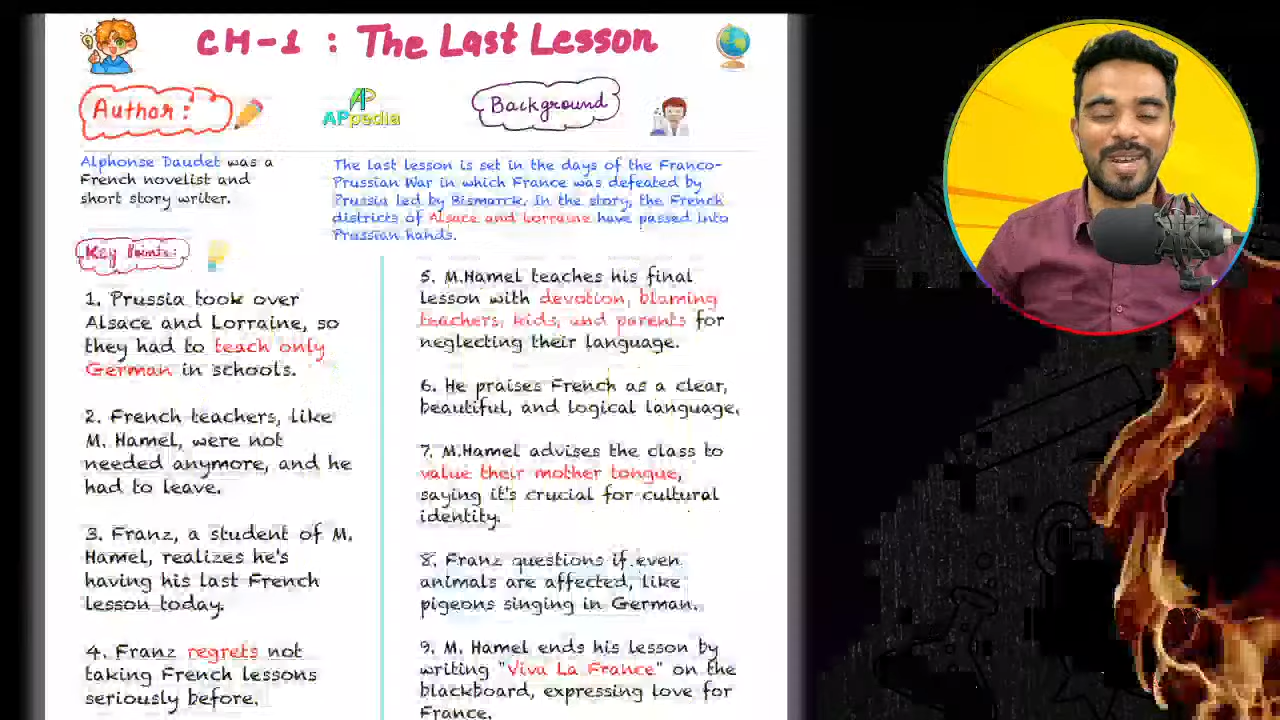 CH-1 : The Last Lesson
Author :
APpedia
Background
Alphonse Daudet was a
French novelist and
short story writer.
The last lesson is set in the days of the Franco-
Prussian War in which France was defeated by
Prussia led by Bismarck. In the story, the French
districts of Alsace and Lorraine have passed into
Prussian hands.
Key Points:
1. Prussia took over
Alsace and Lorraine, so
they had to teach only
German in schools.
2. French teachers, like
M. Hamel, were not
needed anymore, and he
had to leave.
3. Franz, a student of M.
Hamel, realizes he's
having his last French
lesson today.
4. Franz regrets not
taking French lessons
seriously before.
5. M.Hamel teaches his final
lesson with devotion, blaming
teachers, kids, and parents for
neglecting their language.
6. He praises French as a clear,
beautiful, and logical language.
7. M.Hamel advises the class to
value their mother tongue,
saying it's crucial for cultural
identity.
8. Franz questions if even
animals are affected, like
pigeons singing in German.
9. M. Hamel ends his lesson by
writing "Viva La France" on the
blackboard, expressing love for
France.